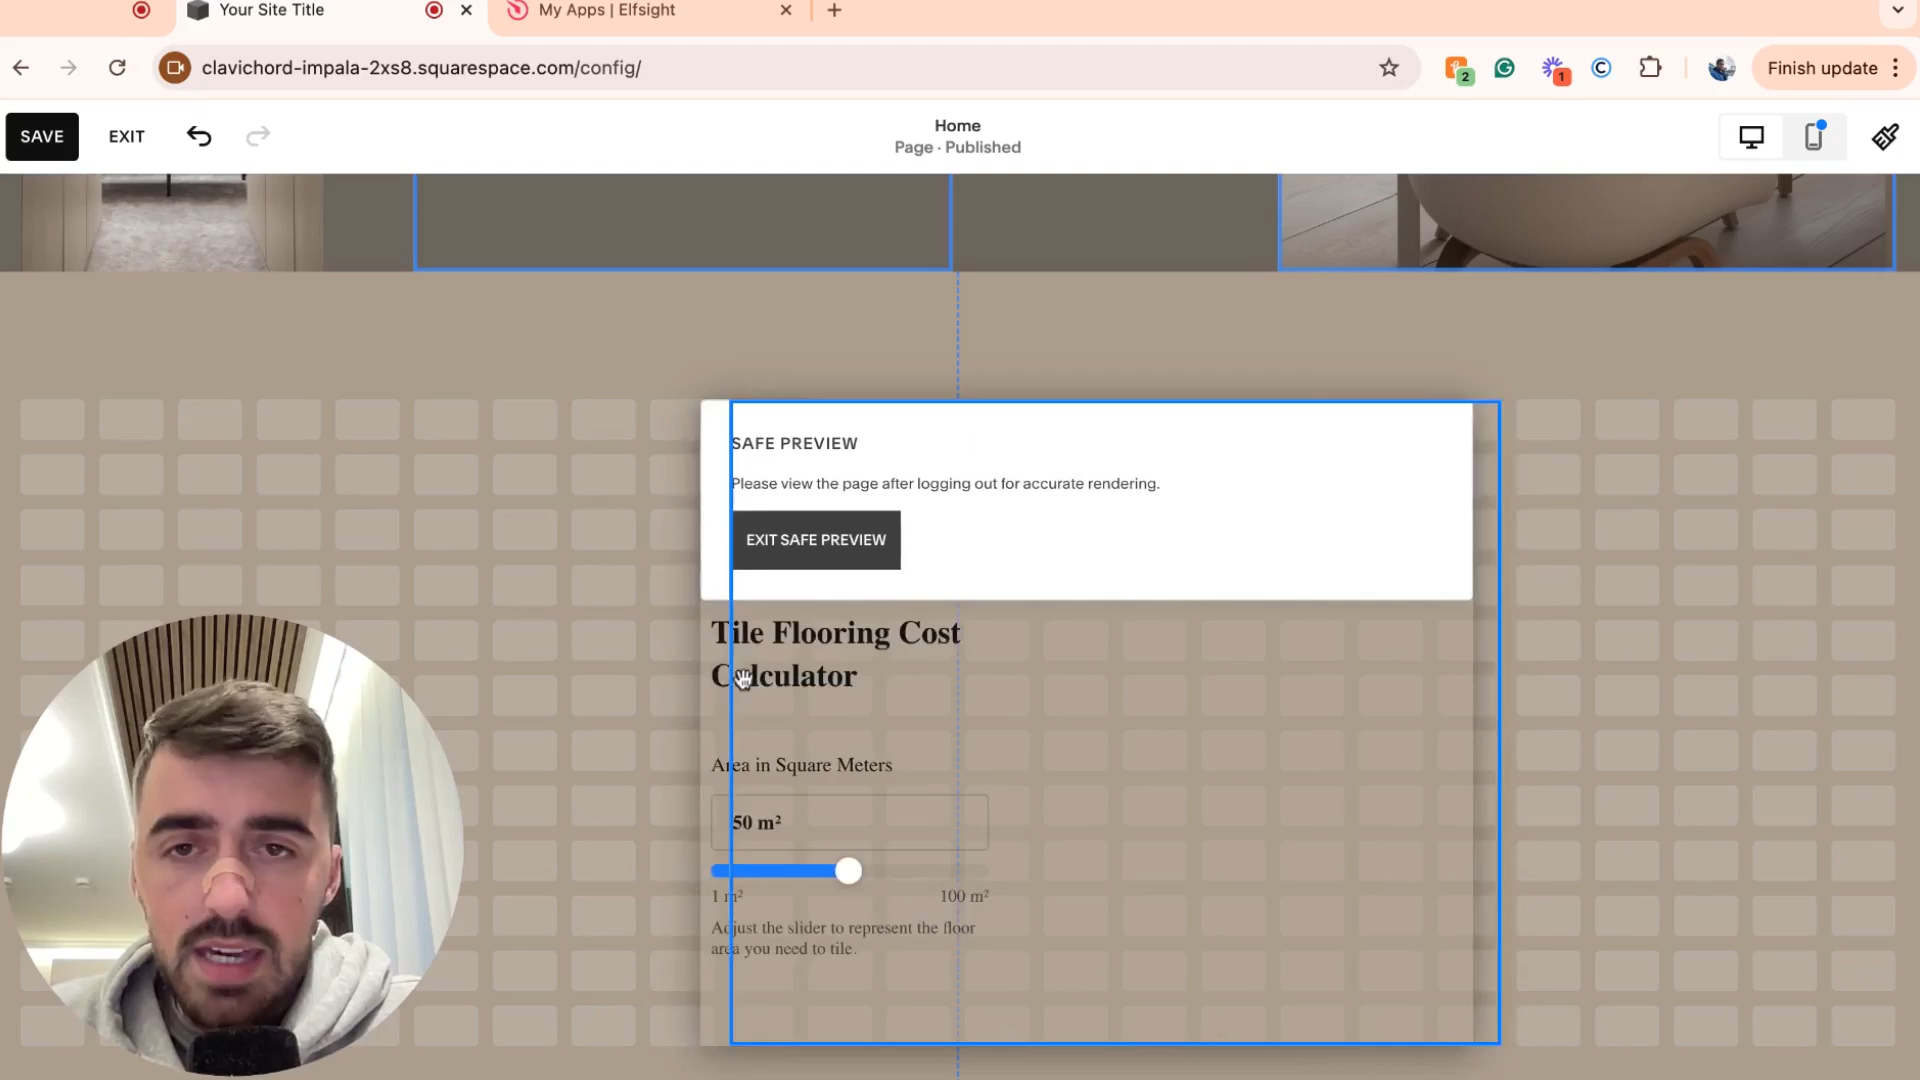 Your Site Title
My Apps | Elfsight
clavichord-impala-2xs8.squarespace.com/config/
2
1
Finish update
SAVE
EXIT
Home
Page · Published
SAFE PREVIEW
Please view the page after logging out for accurate rendering.
EXIT SAFE PREVIEW
Tile Flooring Cost
Calculator
Area in Square Meters
50 m²
1 m²
100 m²
Adjust the slider to represent the floor
area you need to tile.